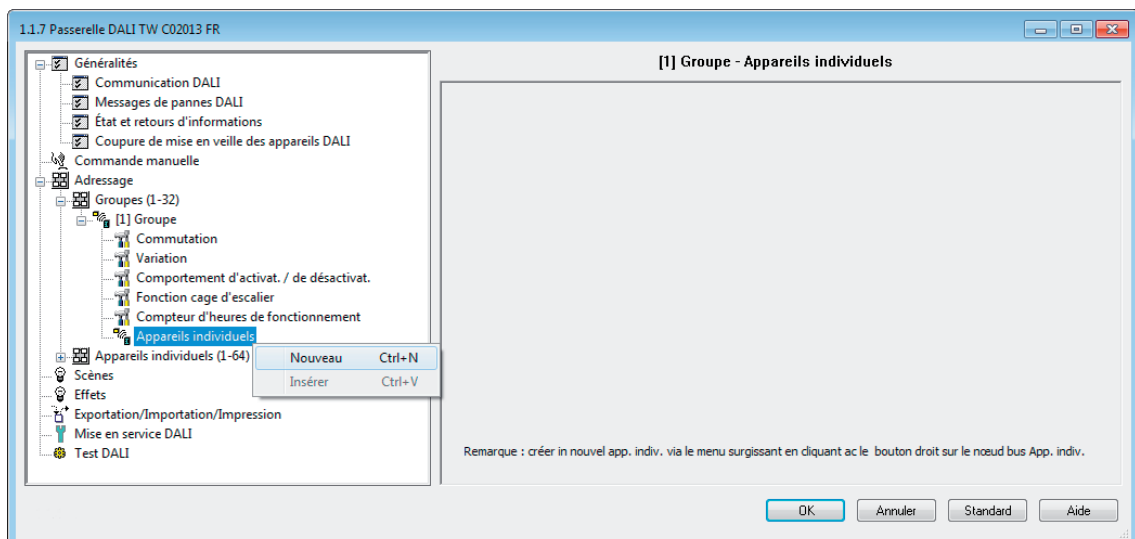 1.1.7 Passerelle DALI TW C02013 FR
Généralités
Communication DALI
Messages de pannes DALI
État et retours d'informations
Coupure de mise en veille des appareils DALI
Commande manuelle
Adressage
Groupes (1-32)
[1] Groupe
Commutation
Variation
Comportement d'activat. / de désactivat.
Fonction cage d'escalier
Compteur d'heures de fonctionnement
Appareils individuels
Appareils individuels (1-64)
Scènes
Effets
Exportation/Importation/Impression
Mise en service DALI
Test DALI
Nouveau Ctrl+N
Insérer Ctrl+V
[1] Groupe - Appareils individuels
Remarque : créer in nouvel app. indiv. via le menu surgissant en cliquant ac le bouton droit sur le nœud bus App. indiv.
OK Annuler Standard Aide